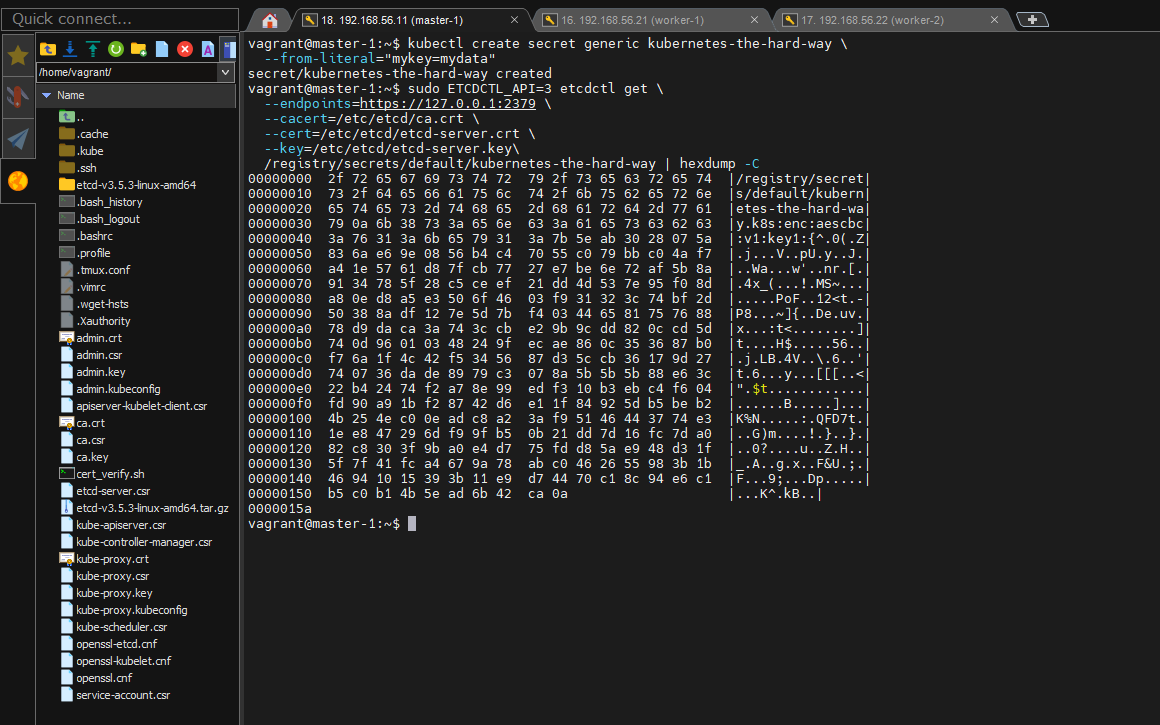 Quick connect...
18. 192.168.56.11 (master-1)
16. 192.168.56.21 (worker-1)
17. 192.168.56.22 (worker-2)
/home/vagrant/
Name
..
.cache
.kube
.ssh
etcd-v3.5.3-linux-amd64
.bash_history
.bash_logout
.bashrc
.profile
.tmux.conf
.vimrc
.wget-hsts
.Xauthority
admin.crt
admin.csr
admin.key
admin.kubeconfig
apiserver-kubelet-client.csr
ca.crt
ca.csr
ca.key
cert_verify.sh
etcd-server.csr
etcd-v3.5.3-linux-amd64.tar.gz
kube-apiserver.csr
kube-controller-manager.csr
kube-proxy.crt
kube-proxy.csr
kube-proxy.key
kube-proxy.kubeconfig
kube-scheduler.csr
openssl-etcd.cnf
openssl-kubelet.cnf
openssl.cnf
service-account.csr
vagrant@master-1:~$ kubectl create secret generic kubernetes-the-hard-way \
  --from-literal="mykey=mydata"
secret/kubernetes-the-hard-way created
vagrant@master-1:~$ sudo ETCDCTL_API=3 etcdctl get \
  --endpoints=https://127.0.0.1:2379 \
  --cacert=/etc/etcd/ca.crt \
  --cert=/etc/etcd/etcd-server.crt \
  --key=/etc/etcd/etcd-server.key\
  /registry/secrets/default/kubernetes-the-hard-way | hexdump -C
00000000  2f 72 65 67 69 73 74 72  79 2f 73 65 63 72 65 74  |/registry/secret|
00000010  73 2f 64 65 66 61 75 6c  74 2f 6b 75 62 65 72 6e  |s/default/kubern|
00000020  65 74 65 73 2d 74 68 65  2d 68 61 72 64 2d 77 61  |etes-the-hard-wa|
00000030  79 0a 6b 38 73 3a 65 6e  63 3a 61 65 73 63 62 63  |y.k8s:enc:aescbc|
00000040  3a 76 31 3a 6b 65 79 31  3a 7b 5e ab 30 28 07 5a  |:v1:key1:{^.0(.Z|
00000050  83 6a e6 9e 08 56 b4 c4  70 55 c0 79 bb c0 4a f7  |.j...V..pU.y..J.|
00000060  a4 1e 57 61 d8 7f cb 77  27 e7 be 6e 72 af 5b 8a  |..Wa...w'..nr.[.|
00000070  91 34 78 5f 28 c5 ce ef  21 dd 4d 53 7e 95 f0 8d  |.4x_(...!.MS~...|
00000080  a8 0e d8 a5 e3 50 6f 46  03 f9 31 32 3c 74 bf 2d  |.....PoF..12<t.-|
00000090  50 38 8a df 12 7e 5d 7b  f4 03 44 65 81 75 76 88  |P8...~]{..De.uv.|
000000a0  78 d9 da ca 3a 74 3c cb  e2 9b 9c dd 82 0c cd 5d  |x...:t<........]|
000000b0  74 0d 96 01 03 48 24 9f  ec ae 86 0c 35 36 87 b0  |t....H$.....56..|
000000c0  f7 6a 1f 4c 42 f5 34 56  87 d3 5c cb 36 17 9d 27  |.j.LB.4V..\.6..'|
000000d0  74 07 36 da de 89 79 c3  07 8a 5b 5b 5b 88 e6 3c  |t.6...y...[[[..<|
000000e0  22 b4 24 74 f2 a7 8e 99  ed f3 10 b3 eb c4 f6 04  |".$t............|
000000f0  fd 90 a9 1b f2 87 42 d6  e1 1f 84 92 5d b5 be b2  |......B.....]...|
00000100  4b 25 4e c0 0e ad c8 a2  3a f9 51 46 44 37 74 e3  |K%N.....:.QFD7t.|
00000110  1e e8 47 29 6d f9 9f b5  0b 21 dd 7d 16 fc 7d a0  |..G)m....!.}..}.|
00000120  82 c8 30 3f 9b a0 e4 d7  75 fd d8 5a e9 48 d3 1f  |..0?....u..Z.H..|
00000130  5f 7f 41 fc a4 67 9a 78  ab c0 46 26 55 98 3b 1b  |_.A..g.x..F&U.;.|
00000140  46 94 10 15 39 3b 11 e9  d7 44 70 c1 8c 94 e6 c1  |F...9;...Dp.....|
00000150  b5 c0 b1 4b 5e ad 6b 42  ca 0a                    |...K^.kB..|
0000015a
vagrant@master-1:~$